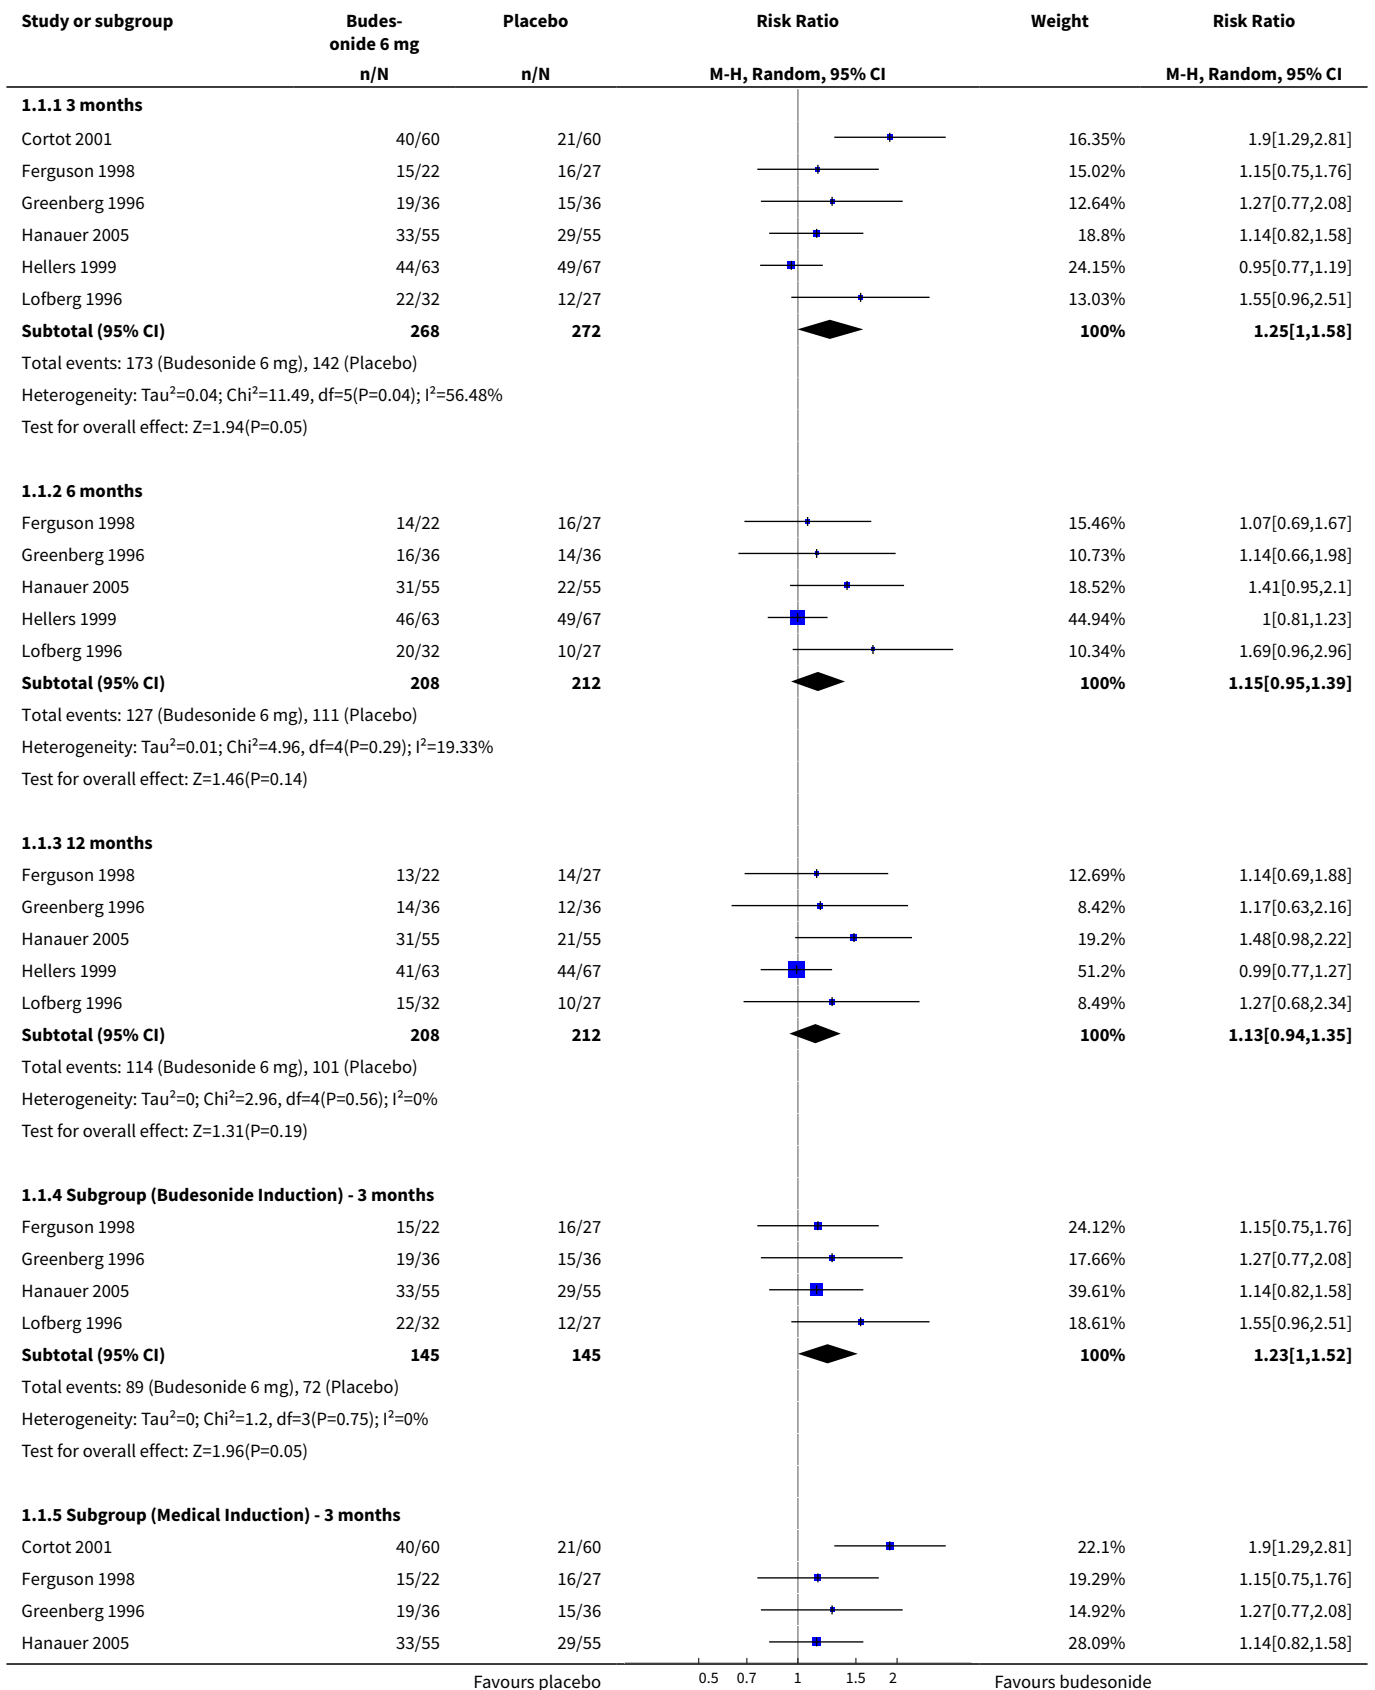 Study or subgroup Budes- Placebo Risk Ratio Weight Risk Ratio
onide 6 mg
n/N n/N M-H, Random, 95% CI M-H, Random, 95% CI
1.1.1 3 months
Cortot 2001 40/60 21/60 16.35% 1.9[1.29,2.81]
Ferguson 1998 15/22 16/27 15.02% 1.15[0.75,1.76]
Greenberg 1996 19/36 15/36 12.64% 1.27[0.77,2.08]
Hanauer 2005 33/55 29/55 18.8% 1.14[0.82,1.58]
Hellers 1999 44/63 49/67 24.15% 0.95[0.77,1.19]
Lofberg 1996 22/32 12/27 13.03% 1.55[0.96,2.51]
Subtotal (95% CI) 268 272 100% 1.25[1,1.58]
Total events: 173 (Budesonide 6 mg), 142 (Placebo)
Heterogeneity: Tau²=0.04; Chi²=11.49, df=5(P=0.04); I²=56.48%
Test for overall effect: Z=1.94(P=0.05)
1.1.2 6 months
Ferguson 1998 14/22 16/27 15.46% 1.07[0.69,1.67]
Greenberg 1996 16/36 14/36 10.73% 1.14[0.66,1.98]
Hanauer 2005 31/55 22/55 18.52% 1.41[0.95,2.1]
Hellers 1999 46/63 49/67 44.94% 1[0.81,1.23]
Lofberg 1996 20/32 10/27 10.34% 1.69[0.96,2.96]
Subtotal (95% CI) 208 212 100% 1.15[0.95,1.39]
Total events: 127 (Budesonide 6 mg), 111 (Placebo)
Heterogeneity: Tau²=0.01; Chi²=4.96, df=4(P=0.29); I²=19.33%
Test for overall effect: Z=1.46(P=0.14)
1.1.3 12 months
Ferguson 1998 13/22 14/27 12.69% 1.14[0.69,1.88]
Greenberg 1996 14/36 12/36 8.42% 1.17[0.63,2.16]
Hanauer 2005 31/55 21/55 19.2% 1.48[0.98,2.22]
Hellers 1999 41/63 44/67 51.2% 0.99[0.77,1.27]
Lofberg 1996 15/32 10/27 8.49% 1.27[0.68,2.34]
Subtotal (95% CI) 208 212 100% 1.13[0.94,1.35]
Total events: 114 (Budesonide 6 mg), 101 (Placebo)
Heterogeneity: Tau²=0; Chi²=2.96, df=4(P=0.56); I²=0%
Test for overall effect: Z=1.31(P=0.19)
1.1.4 Subgroup (Budesonide Induction) - 3 months
Ferguson 1998 15/22 16/27 24.12% 1.15[0.75,1.76]
Greenberg 1996 19/36 15/36 17.66% 1.27[0.77,2.08]
Hanauer 2005 33/55 29/55 39.61% 1.14[0.82,1.58]
Lofberg 1996 22/32 12/27 18.61% 1.55[0.96,2.51]
Subtotal (95% CI) 145 145 100% 1.23[1,1.52]
Total events: 89 (Budesonide 6 mg), 72 (Placebo)
Heterogeneity: Tau²=0; Chi²=1.2, df=3(P=0.75); I²=0%
Test for overall effect: Z=1.96(P=0.05)
1.1.5 Subgroup (Medical Induction) - 3 months
Cortot 2001 40/60 21/60 22.1% 1.9[1.29,2.81]
Ferguson 1998 15/22 16/27 19.29% 1.15[0.75,1.76]
Greenberg 1996 19/36 15/36 14.92% 1.27[0.77,2.08]
Hanauer 2005 33/55 29/55 28.09% 1.14[0.82,1.58]
Favours placebo 0.5 0.7 1 1.5 2 Favours budesonide